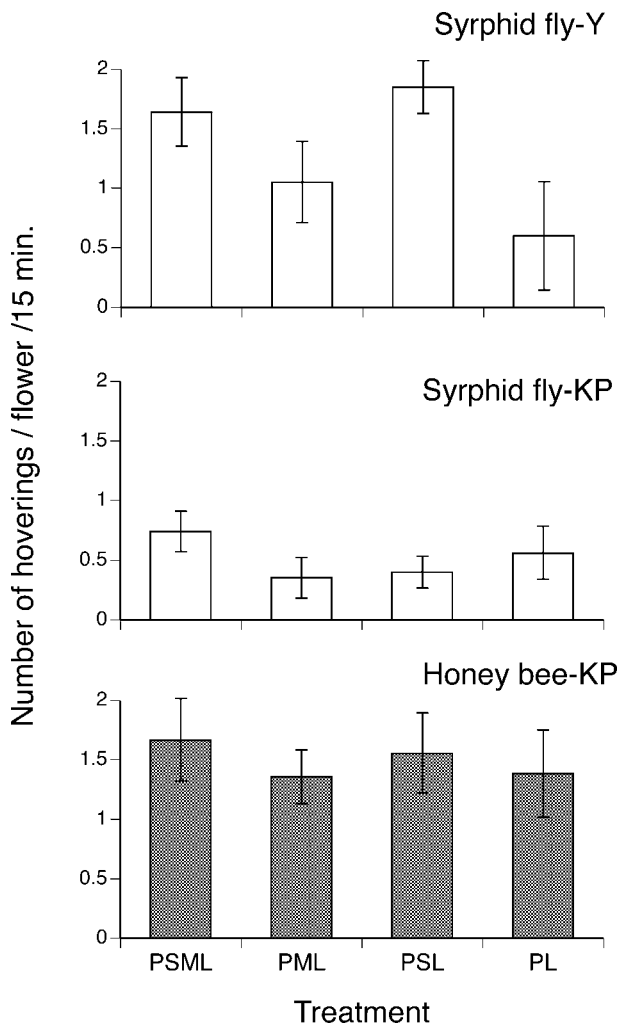 Syrphid fly-Y
2
1.5
1
0.5
0
Syrphid fly-KP
2
1.5
1
0.5
0
Honey bee-KP
2
1.5
1
0.5
0
Number of hoverings / flower /15 min.
PSML PML PSL PL
Treatment